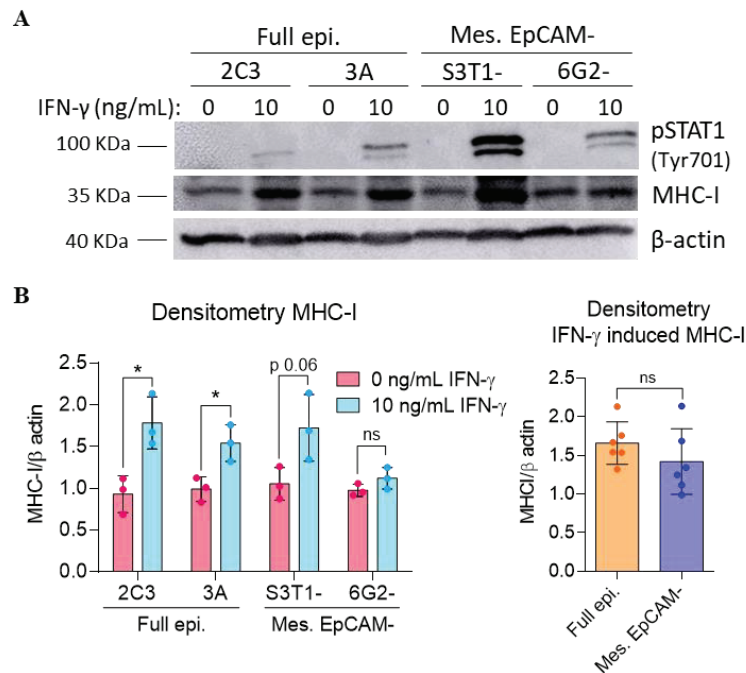 A
Full epi. Mes. EpCAM-
2C3 3A S3T1- 6G2-
IFN-γ (ng/mL): 0 10 0 10 0 10 0 10
100 KDa pSTAT1
(Tyr701)
35 KDa MHC-I
40 KDa β-actin
B
Densitometry MHC-I
MHC-I/β actin
2.5
2.0
1.5
1.0
0.5
0.0
* * p 0.06 ns
0 ng/mL IFN-γ
10 ng/mL IFN-γ
2C3 3A S3T1- 6G2-
Full epi. Mes. EpCAM-
Densitometry
IFN-γ induced MHC-I
MHCI/β actin
2.5
2.0
1.5
1.0
0.5
0.0
ns
Full epi.
Mes. EpCAM-